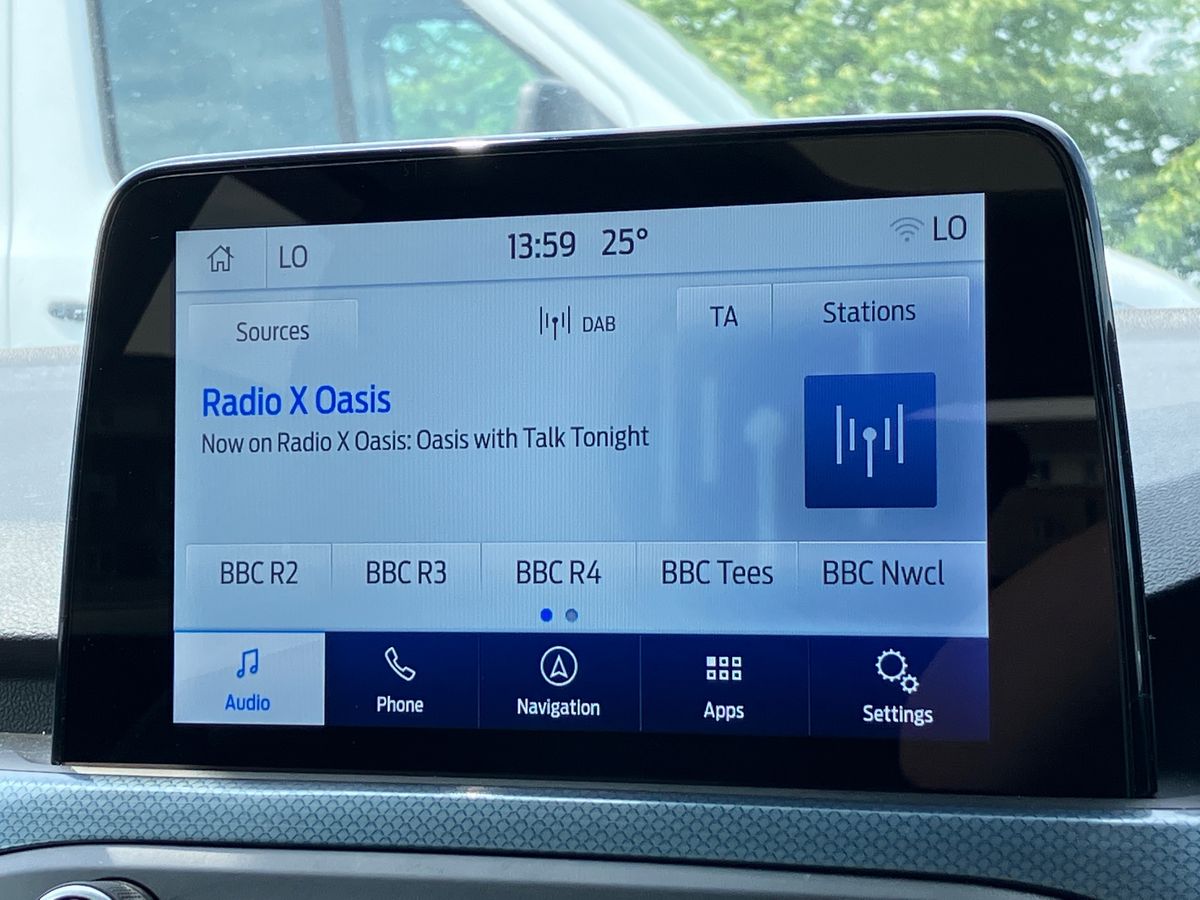 LO 13:59 25° LO
Sources DAB TA Stations
Radio X Oasis
Now on Radio X Oasis: Oasis with Talk Tonight
BBC R2 BBC R3 BBC R4 BBC Tees BBC Nwcl
Audio Phone Navigation Apps Settings